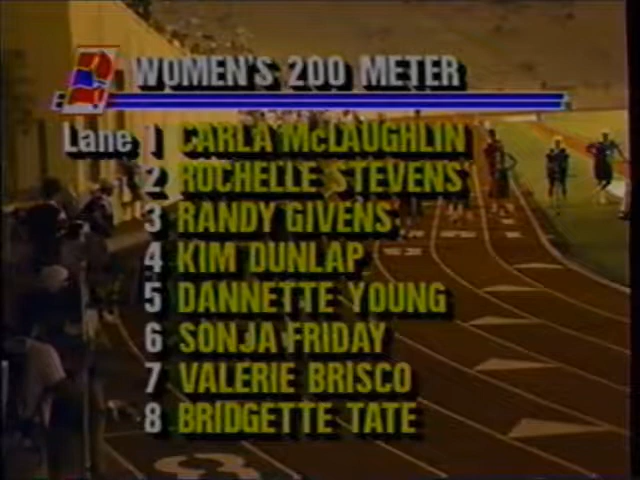 WOMEN'S 200 METER
Lane 1 CARLA McLAUGHLIN
2 ROCHELLE STEVENS
3 RANDY GIVENS
4 KIM DUNLAP
5 DANNETTE YOUNG
6 SONJA FRIDAY
7 VALERIE BRISCO
8 BRIDGETTE TATE